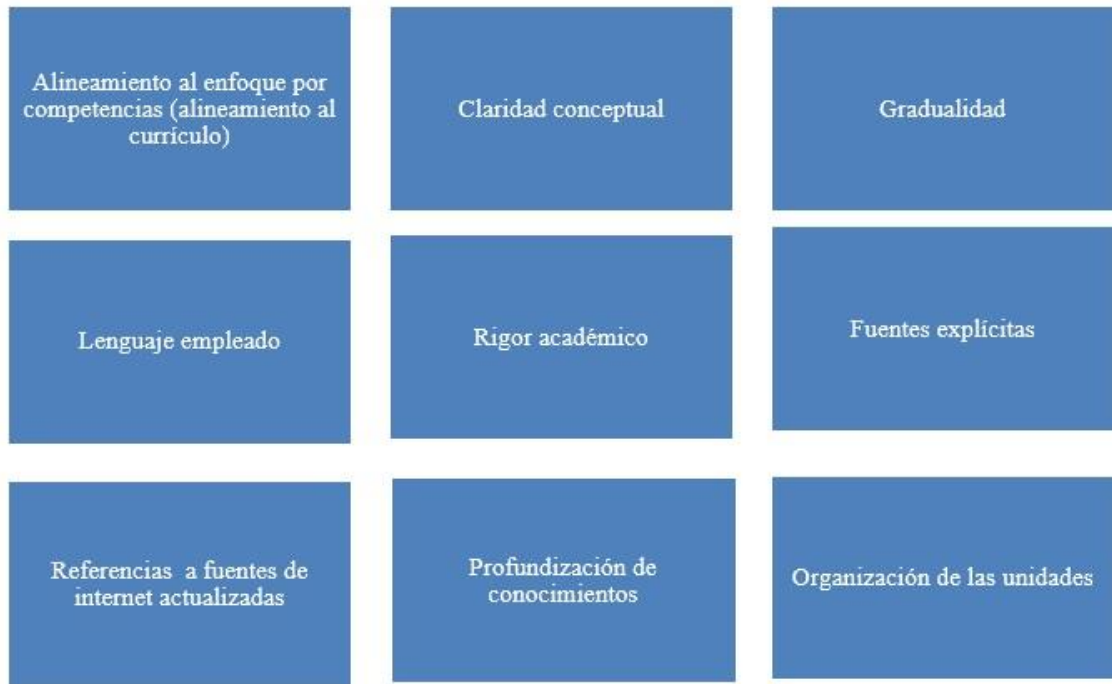 Alineamiento al enfoque por
competencias (alineamiento al
currículo)
Claridad conceptual
Gradualidad
Lenguaje empleado
Rigor académico
Fuentes explícitas
Referencias  a fuentes de
internet actualizadas
Profundización de
conocimientos
Organización de las unidades